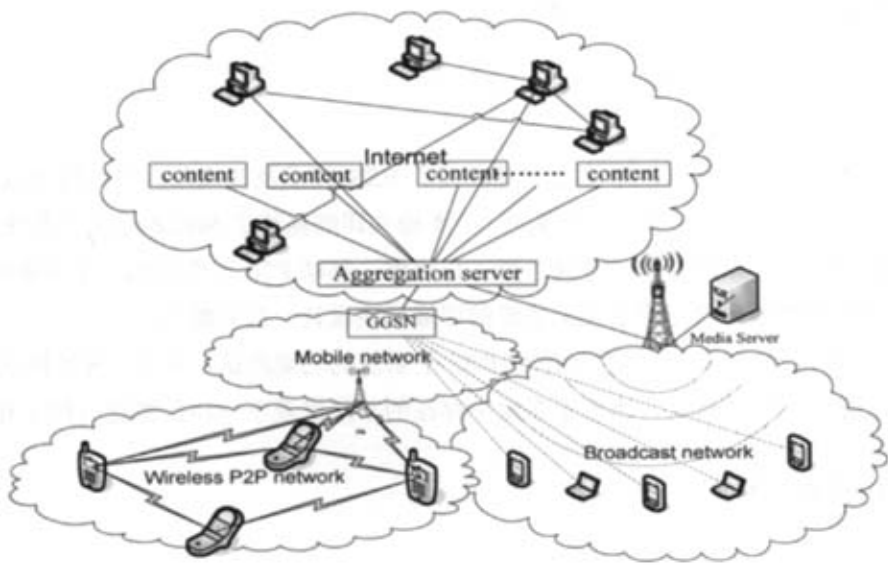 Internet
content
content
content
content
Aggregation server
GGSN
Mobile network
Media Server
Wireless P2P network
Broadcast network